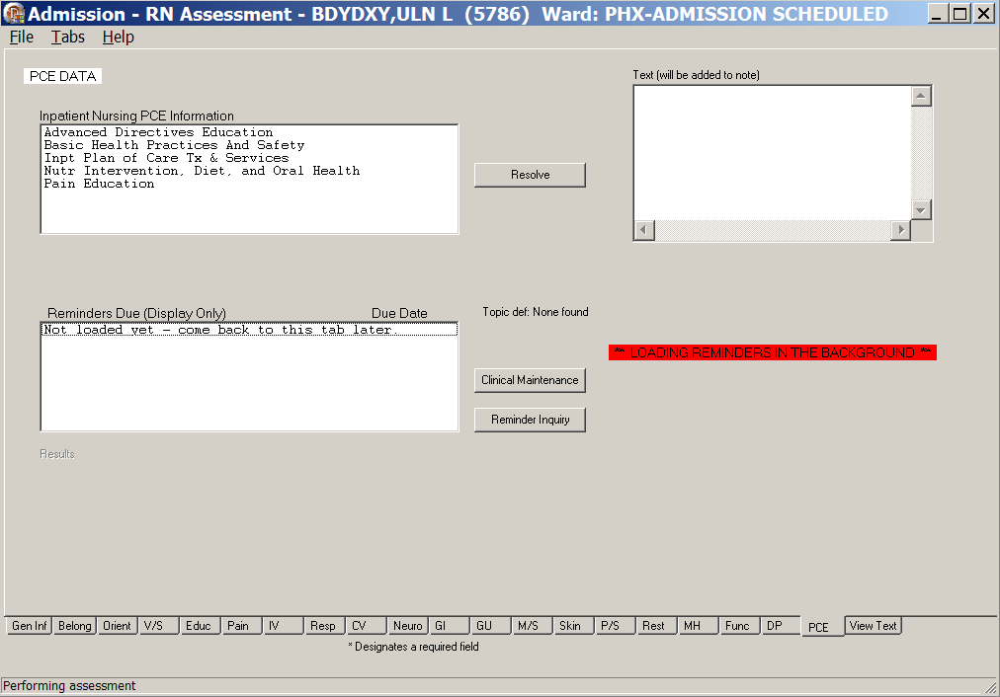 Admission - RN Assessment - BDYDXY,ULN L (5786) Ward: PHX-ADMISSION SCHEDULED
File Tabs Help
PCE DATA
Text (will be added to note)
Inpatient Nursing PCE Information
Advanced Directives Education
Basic Health Practices And Safety
Inpt Plan of Care Tx & Services
Nutr Intervention, Diet, and Oral Health
Pain Education
Resolve
Reminders Due (Display Only) Due Date
Topic def: None found
Not loaded yet - come back to this tab later.
** LOADING REMINDERS IN THE BACKGROUND **
Clinical Maintenance
Reminder Inquiry
Results
Gen Inf Belong Orient V/S Educ Pain IV Resp CV Neuro GI GU M/S Skin P/S Rest MH Func DP PCE View Text
* Designates a required field
Performing assessment